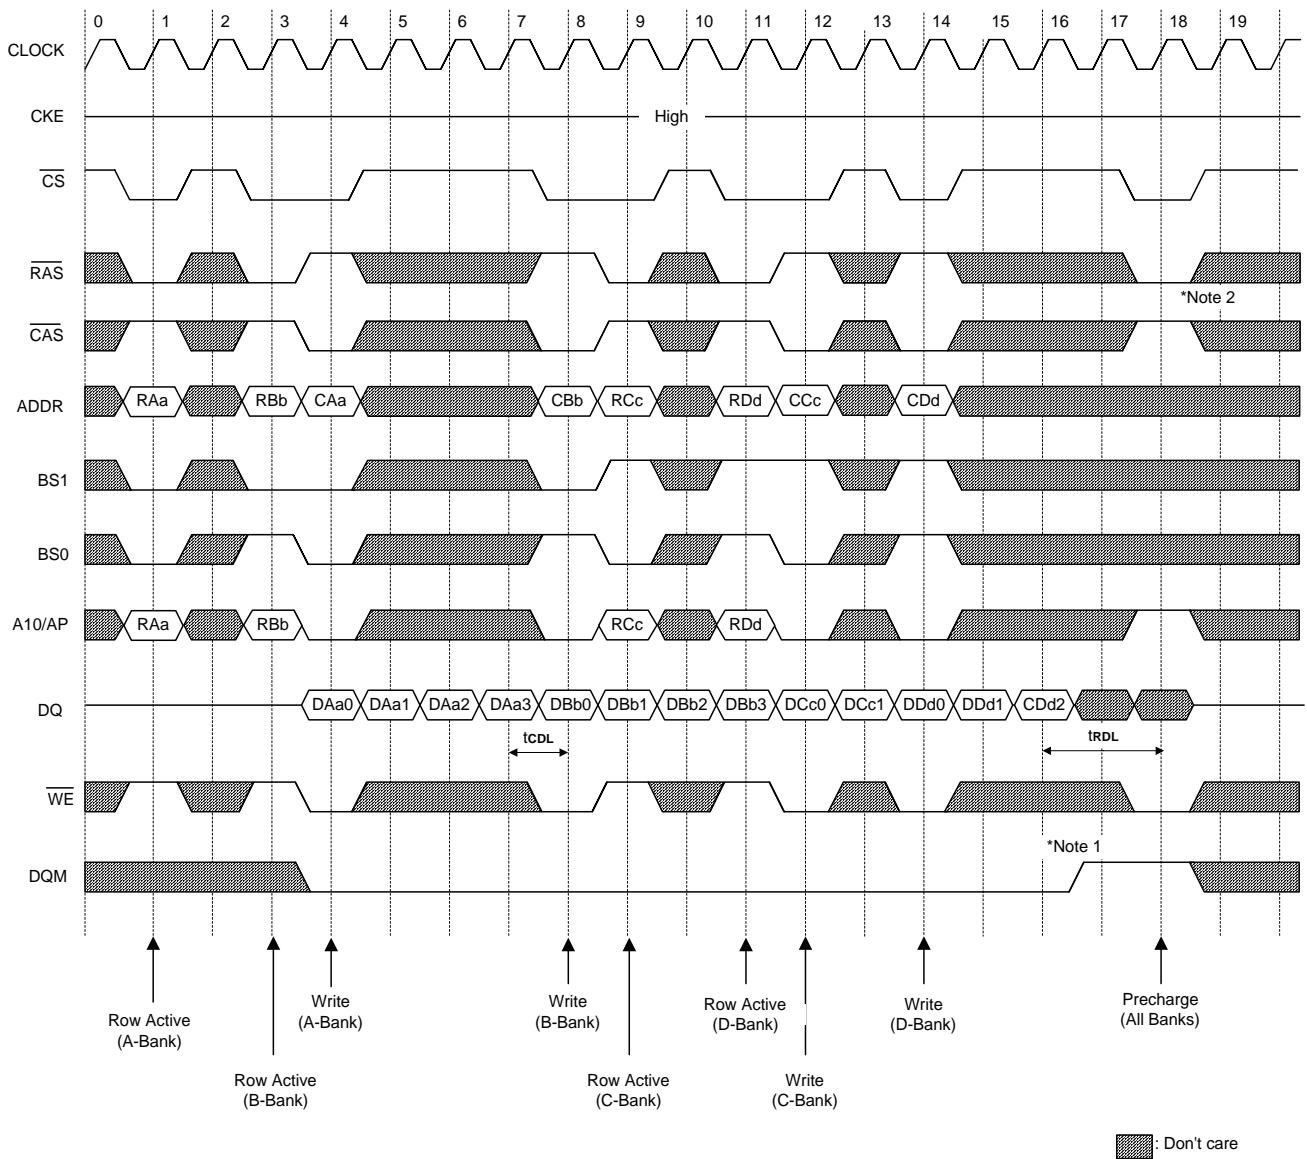 0 1 2 3 4 5 6 7 8 9 10 11 12 13 14 15 16 17 18 19
CLOCK
CKE High
CS
RAS
*Note 2
CAS
ADDR RAa RBb CAa CBb RCc RDd CCc CDd
BS1
BS0
A10/AP RAa RBb RCc RDd
DQ DAa0 DAa1 DAa2 DAa3 DBb0 DBb1 DBb2 DBb3 DCc0 DCc1 DDd0 DDd1 CDd2
tCDL tRDL
WE
*Note 1
DQM
Row Active
(A-Bank)
Row Active
(B-Bank)
Write
(A-Bank)
Write
(B-Bank)
Row Active
(C-Bank)
Row Active
(D-Bank)
Write
(C-Bank)
Write
(D-Bank)
Precharge
(All Banks)
: Don't care